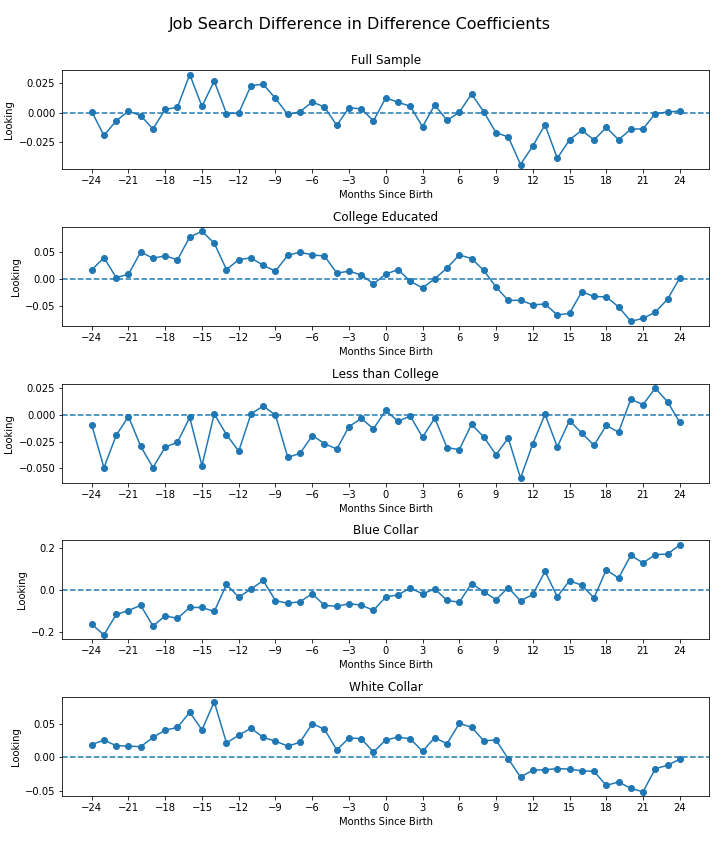 Job Search Difference in Difference Coefficients
Full Sample
0.025
0.000
−0.025
Looking
−24 −21 −18 −15 −12 −9 −6 −3 0 3 6 9 12 15 18 21 24
Months Since Birth
College Educated
0.05
0.00
−0.05
Looking
−24 −21 −18 −15 −12 −9 −6 −3 0 3 6 9 12 15 18 21 24
Months Since Birth
Less than College
0.025
0.000
−0.025
−0.050
Looking
−24 −21 −18 −15 −12 −9 −6 −3 0 3 6 9 12 15 18 21 24
Months Since Birth
Blue Collar
0.2
0.0
−0.2
Looking
−24 −21 −18 −15 −12 −9 −6 −3 0 3 6 9 12 15 18 21 24
Months Since Birth
White Collar
0.05
0.00
−0.05
Looking
−24 −21 −18 −15 −12 −9 −6 −3 0 3 6 9 12 15 18 21 24
Months Since Birth